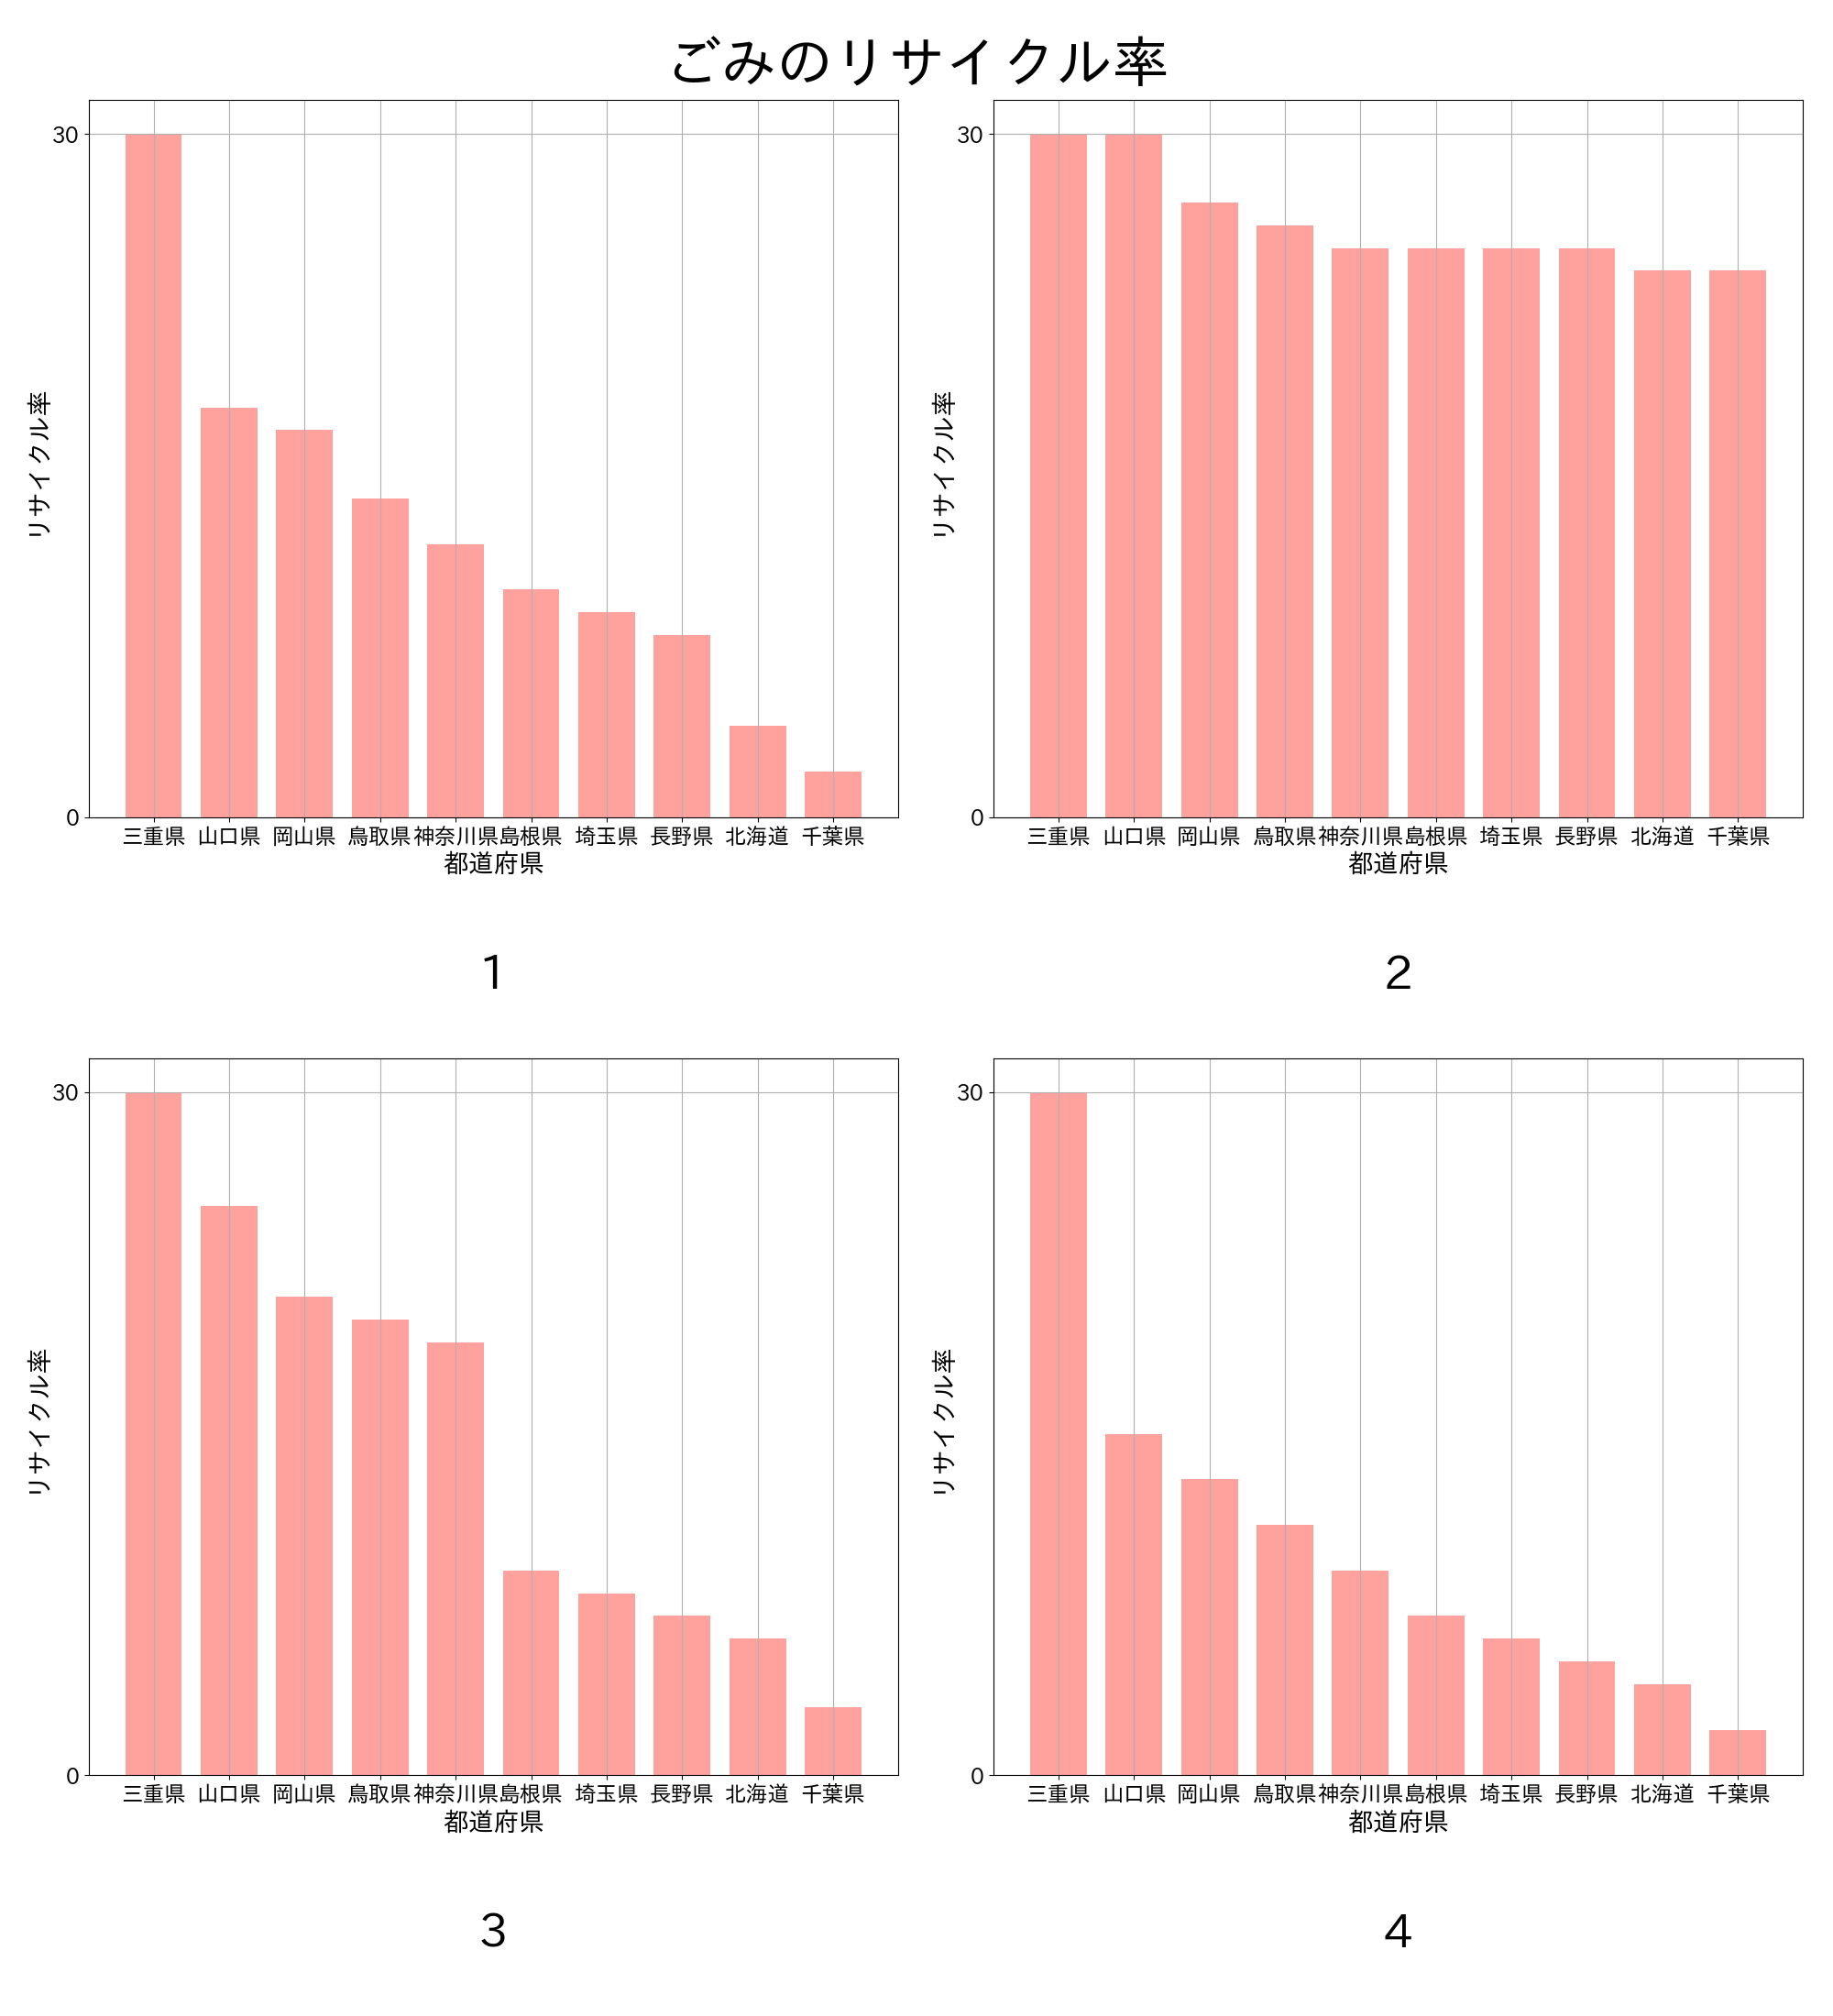 ごみのリサイクル率
30
0
リサイクル率
三重県 山口県 岡山県 鳥取県 神奈川県 島根県 埼玉県 長野県 北海道 千葉県
都道府県
1
30
0
リサイクル率
三重県 山口県 岡山県 鳥取県 神奈川県 島根県 埼玉県 長野県 北海道 千葉県
都道府県
2
30
0
リサイクル率
三重県 山口県 岡山県 鳥取県 神奈川県 島根県 埼玉県 長野県 北海道 千葉県
都道府県
3
30
0
リサイクル率
三重県 山口県 岡山県 鳥取県 神奈川県 島根県 埼玉県 長野県 北海道 千葉県
都道府県
4